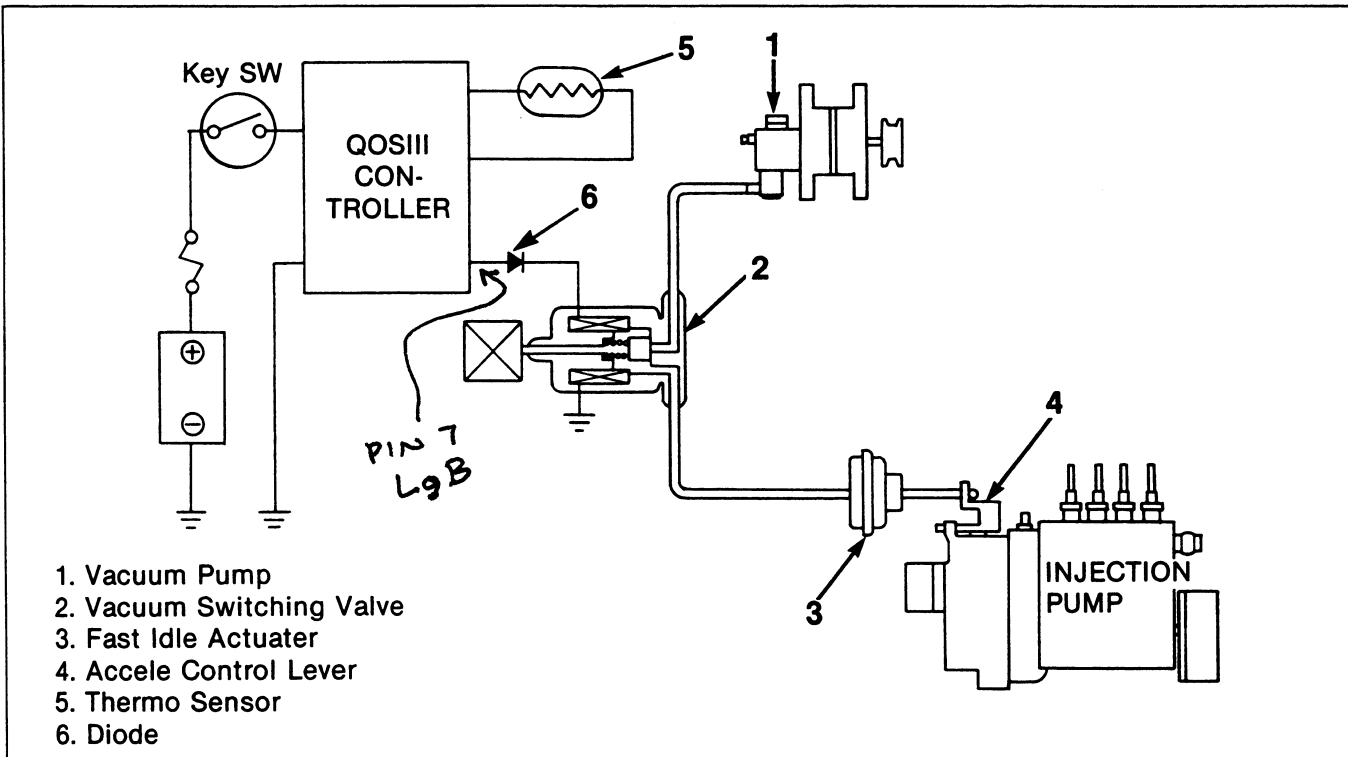 Key SW
QOSIII
CON-
TROLLER
5
1
6
2
PIN 7
LgB
4
3
INJECTION
PUMP
1. Vacuum Pump
2. Vacuum Switching Valve
3. Fast Idle Actuater
4. Accele Control Lever
5. Thermo Sensor
6. Diode